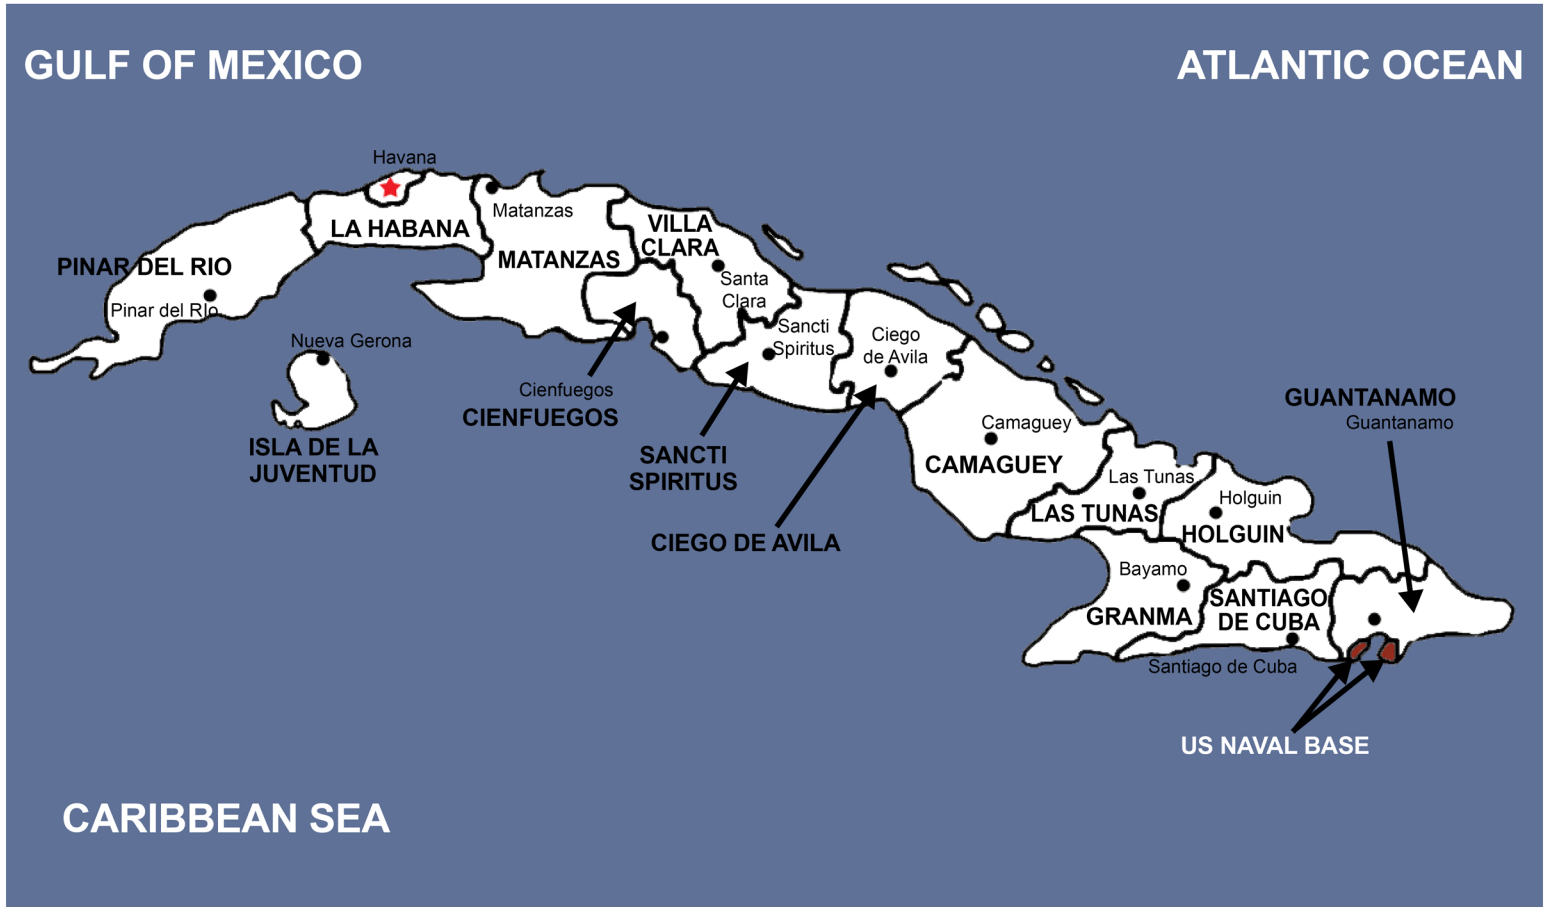 GULF OF MEXICO
ATLANTIC OCEAN
Havana
LA HABANA
Matanzas
MATANZAS
VILLA
CLARA
Santa
Clara
PINAR DEL RIO
Pinar del RIo
Nueva Gerona
ISLA DE LA
JUVENTUD
Cienfuegos
CIENFUEGOS
Sancti
Spiritus
SANCTI
SPIRITUS
Ciego
de Avila
CIEGO DE AVILA
Camaguey
CAMAGUEY
Las Tunas
LAS TUNAS
Holguin
HOLGUIN
GUANTANAMO
Guantanamo
Bayamo
GRANMA
SANTIAGO
DE CUBA
Santiago de Cuba
US NAVAL BASE
CARIBBEAN SEA